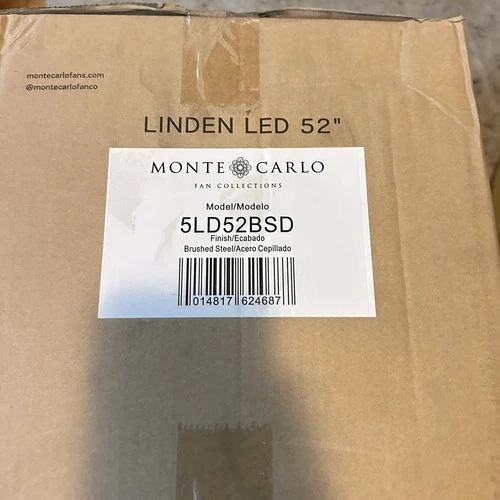 montecarlofans.com
@montecarlofanco
LINDEN LED 52"
MONTE CARLO
FAN COLLECTIONS
Model/Modelo
5LD52BSD
Finish/Ecabado
Brushed Steel/Acero Cepillado
014817 624687